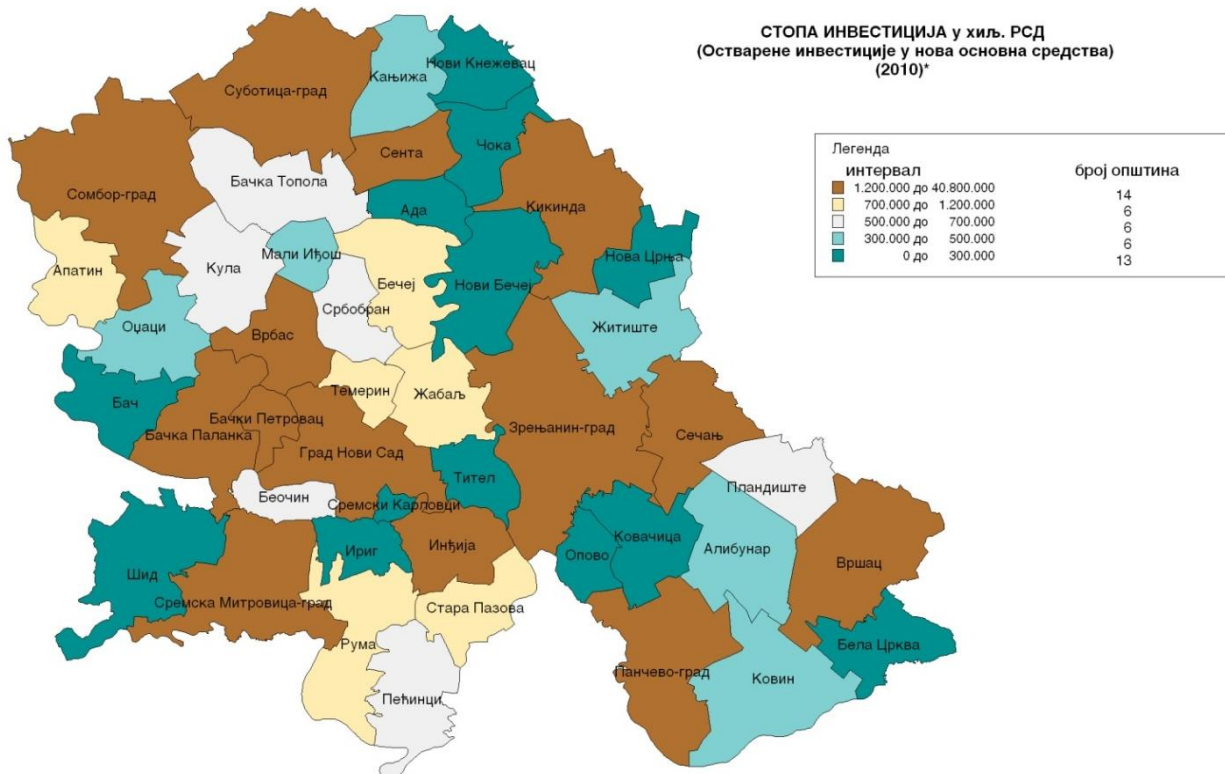 СТОПА ИНВЕСТИЦИЈА у хиљ. РСД
(Остварене инвестиције у нова основна средства)
(2010)*
Легенда
интервал број општина
1.200.000 до 40.800.000 14
700.000 до 1.200.000 6
500.000 до 700.000 6
300.000 до 500.000 6
0 до 300.000 13
Нови Кнежевац
Кањижа
Суботица-град
Чока
Сента
Бачка Топола
Сомбор-град
Ада
Кикинда
Мали Иђош
Нова Црња
Апатин
Кула
Бечеј
Нови Бечеј
Србобран
Житиште
Оџаци
Врбас
Темерин
Жабаљ
Бач
Бачки Петровац
Зрењанин-град
Сечањ
Бачка Паланка
Град Нови Сад
Тител
Пландиште
Беочин
Сремски Карловци
Ковачица
Инђија
Ириг
Опово
Алибунар
Вршац
Шид
Сремска Митровица-град
Стара Пазова
Рума
Бела Црква
Панчево-град
Ковин
Пећинци